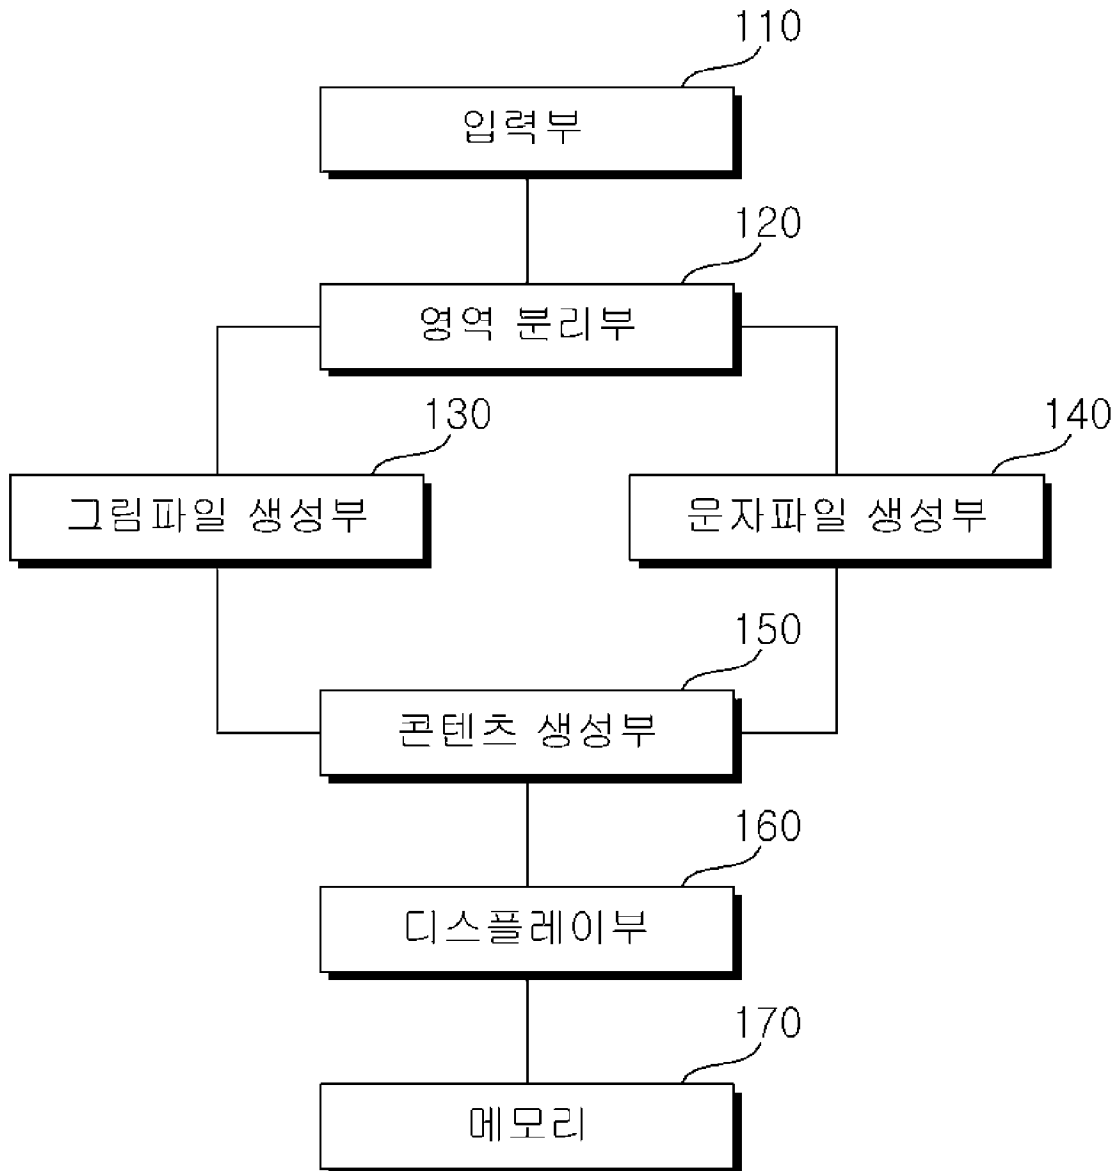 110
입력부
120
영역 분리부
130
그림파일 생성부
140
문자파일 생성부
150
콘텐츠 생성부
160
디스플레이부
170
메모리